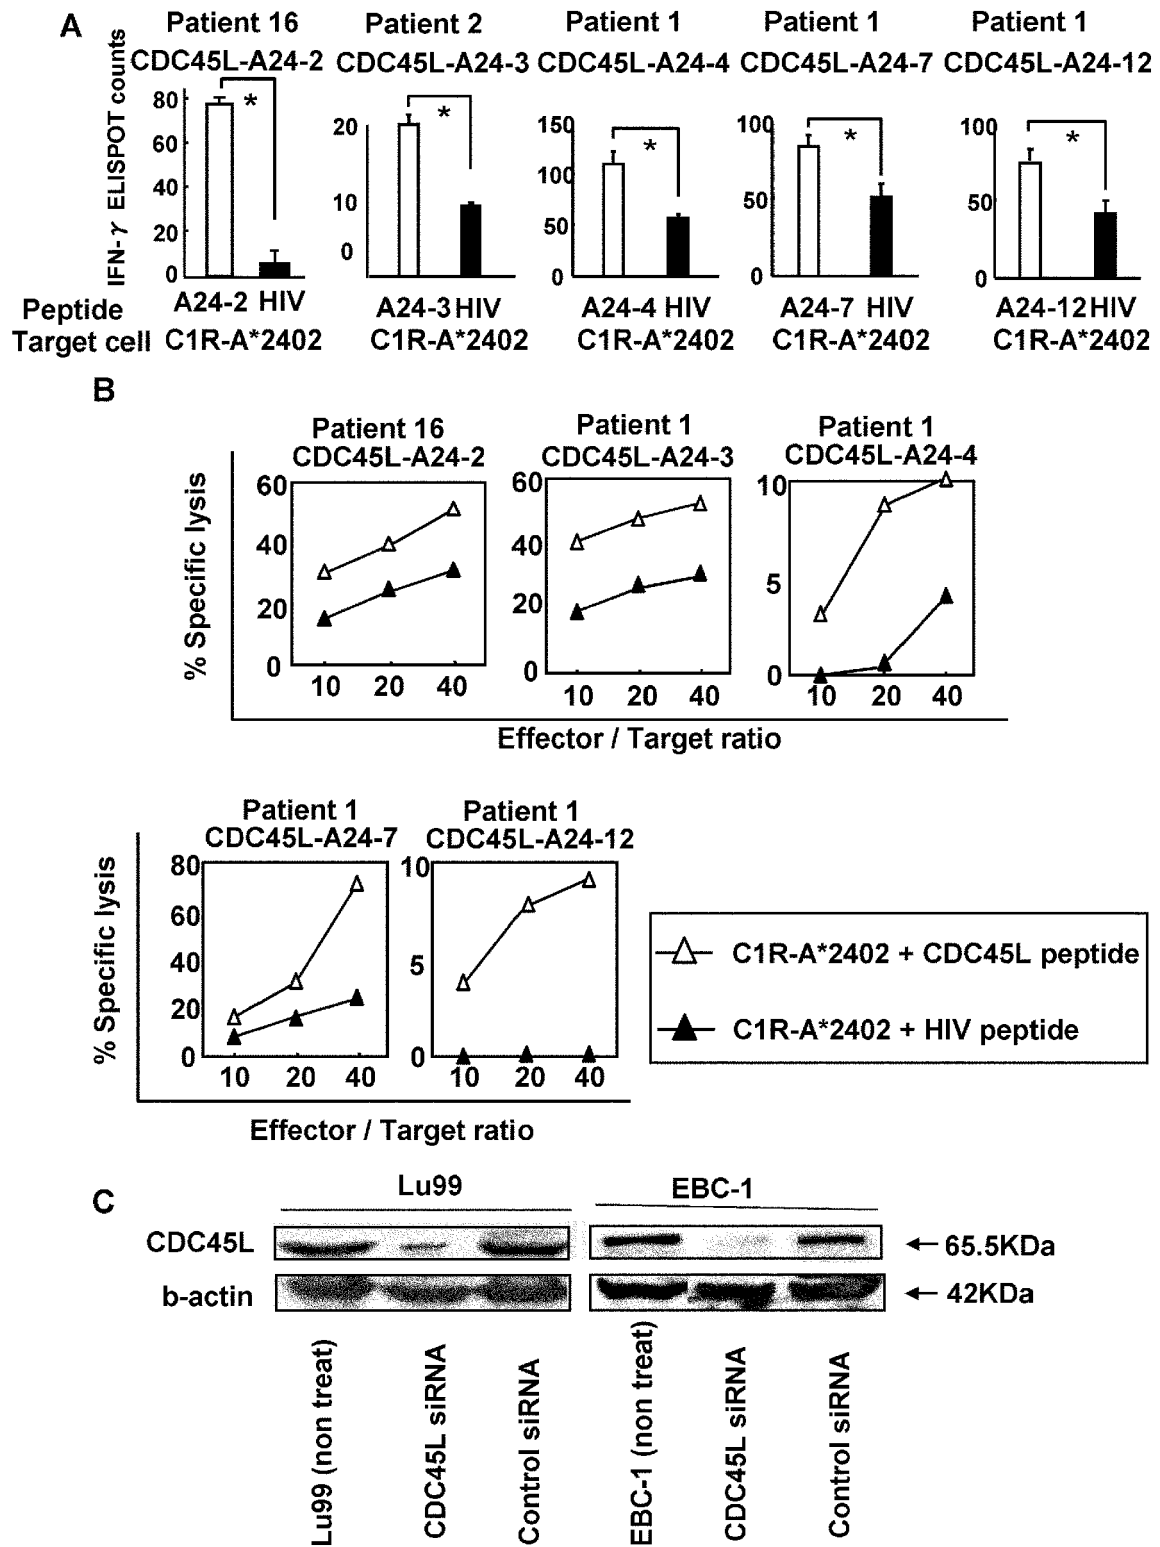 A
Patient 16 Patient 2 Patient 1 Patient 1 Patient 1
CDC45L-A24-2 CDC45L-A24-3 CDC45L-A24-4 CDC45L-A24-7 CDC45L-A24-12
IFN-γ ELISPOT counts
80 60 40 20 0
20 10 0
150 100 50 0
100 50 0
100 50 0
* * * * *
Peptide A24-2 HIV A24-3 HIV A24-4 HIV A24-7 HIV A24-12 HIV
Target cell C1R-A*2402 C1R-A*2402 C1R-A*2402 C1R-A*2402 C1R-A*2402
B
Patient 16 Patient 1 Patient 1
CDC45L-A24-2 CDC45L-A24-3 CDC45L-A24-4
% Specific lysis
60 40 20 0
60 40 20 0
10 5 0
10 20 40 10 20 40 10 20 40
Effector / Target ratio
Patient 1 Patient 1
CDC45L-A24-7 CDC45L-A24-12
% Specific lysis
80 60 40 20 0
10 5 0
10 20 40 10 20 40
Effector / Target ratio
C1R-A*2402 + CDC45L peptide
C1R-A*2402 + HIV peptide
C
Lu99 EBC-1
CDC45L ←65.5KDa
b-actin ←42KDa
Lu99 (non treat)
CDC45L siRNA
Control siRNA
EBC-1 (non treat)
CDC45L siRNA
Control siRNA